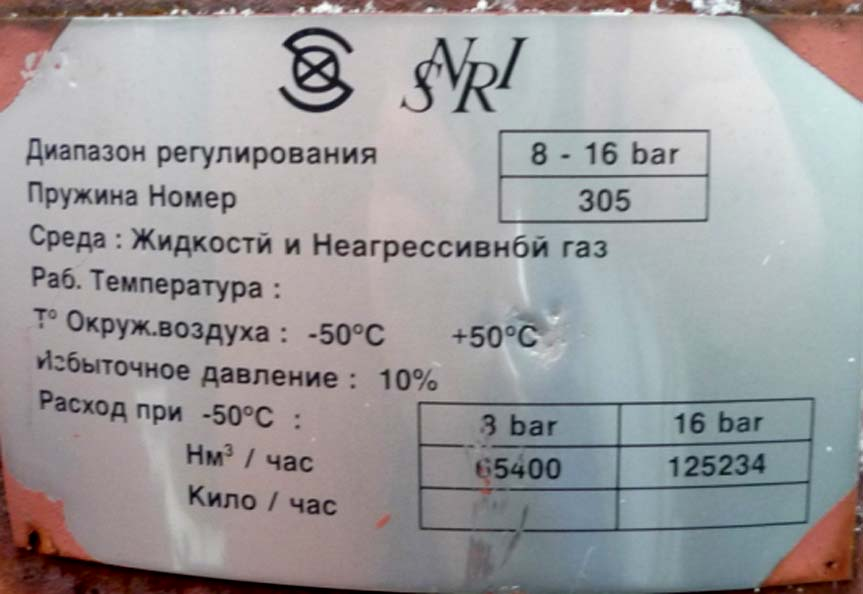 SNRI
Диапазон регулирования 8 - 16 bar
Пружина Номер 305
Среда : Жидкостй и Неагрессивнбй газ
Раб. Температура :
Т° Окруж.воздуха : -50°C +50°C
Избыточное давление : 10%
Расход при -50°C : 8 bar 16 bar
Нм³ / час 65400 125234
Кило / час